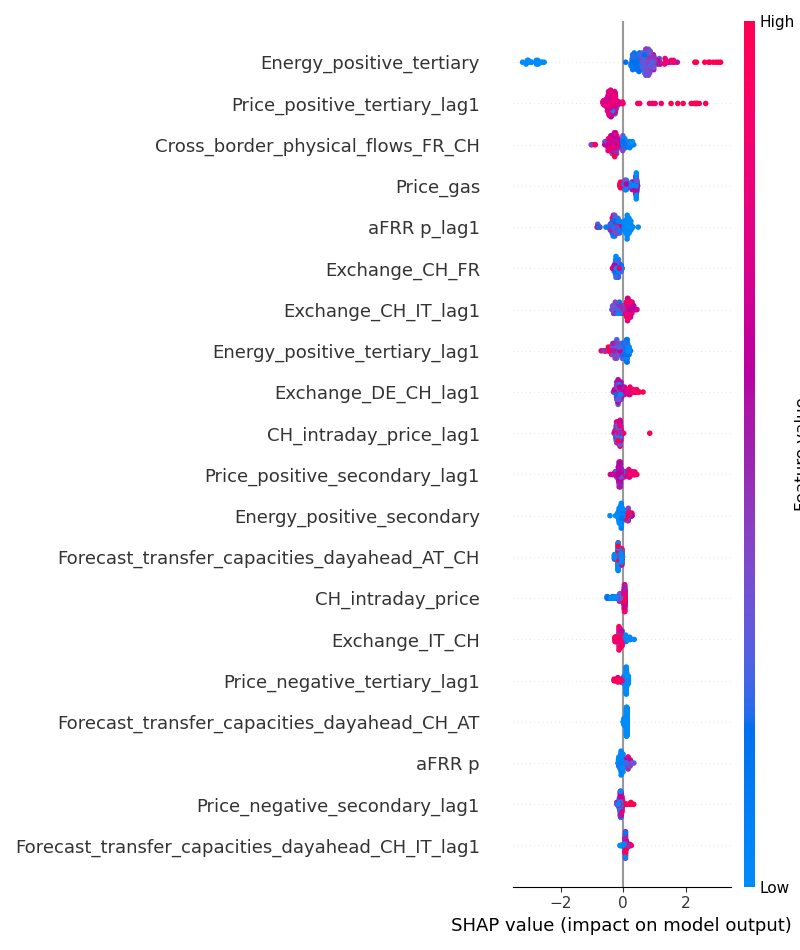 High
Energy_positive_tertiary
Price_positive_tertiary_lag1
Cross_border_physical_flows_FR_CH
Price_gas
aFRR p_lag1
Exchange_CH_FR
Exchange_CH_IT_lag1
Energy_positive_tertiary_lag1
Exchange_DE_CH_lag1
CH_intraday_price_lag1
Price_positive_secondary_lag1
Energy_positive_secondary
Forecast_transfer_capacities_dayahead_AT_CH
CH_intraday_price
Exchange_IT_CH
Price_negative_tertiary_lag1
Forecast_transfer_capacities_dayahead_CH_AT
aFRR p
Price_negative_secondary_lag1
Forecast_transfer_capacities_dayahead_CH_IT_lag1
Low
−2 0 2
SHAP value (impact on model output)